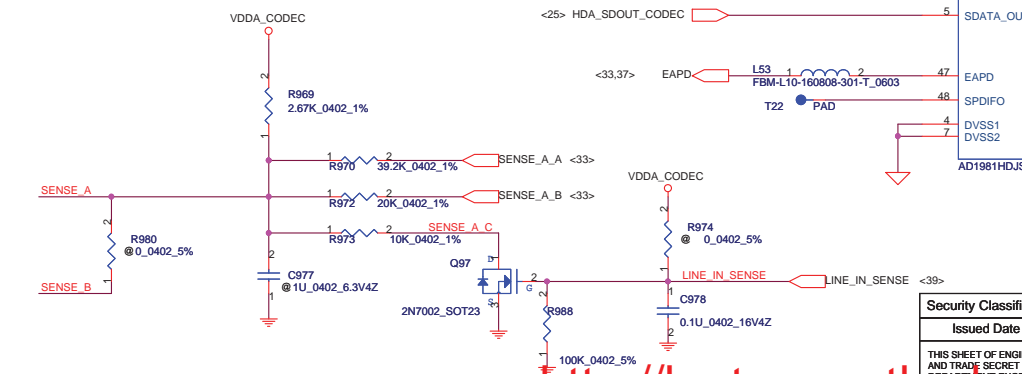 VDDA_CODEC
<25> HDA_SDOUT_CODEC
5
SDATA_OU
2
R969
2.67K_0402_1%
1
<33,37> EAPD
L53
1 2
FBM-L10-160808-301-T_0603
47
EAPD
T22 PAD
48
SPDIFO
4
DVSS1
7
DVSS2
AD1981HDJS
1 2
R970 39.2K_0402_1%
SENSE_A_A <33>
SENSE_A
1 2
R972 20K_0402_1%
SENSE_A_B <33>
VDDA_CODEC
2
R980
@ 0_0402_5%
1
SENSE_B
1 2
R973 10K_0402_1%
SENSE_A_C
2
R974
@ 0_0402_5%
1
2
C977
@ 1U_0402_6.3V4Z
1
Q97
D
1
2
G
S
3
2N7002_SOT23
LINE_IN_SENSE
LINE_IN_SENSE <39>
2
R988
1
100K_0402_5%
1
C978
0.1U_0402_16V4Z
2
Security Classifi
Issued Date
THIS SHEET OF ENGI
AND TRADE SECRET